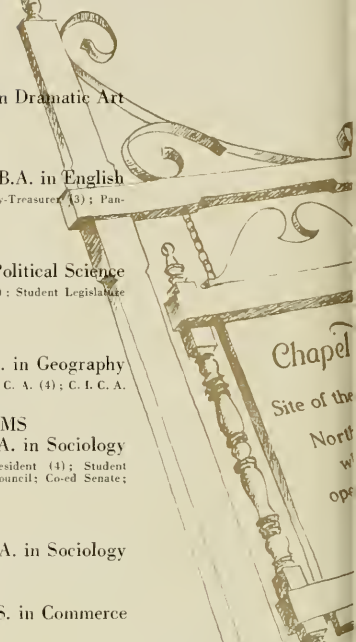 n Dramatic Art
B.A. in English
y-Treasurer (3); Pan-
Political Science
); Student Legislature
. in Geography
C. A. (4); C. I. C. A.
MS
A. in Sociology
esident (4); Student
ouncil; Co-ed Senate;
A. in Sociology
S. in Commerce
Chapel
Site of the
North
w
ope